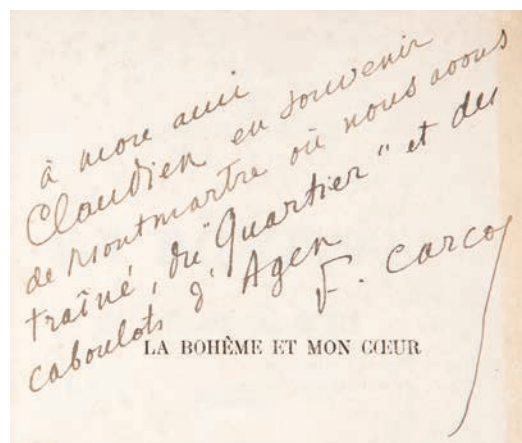 à mon ami
Claudien en souvenir
de Montmartre où nous avons
traîné, du "Quartier" et des
caboulots d'Agen
F. Carco
LA BOHÈME ET MON CŒUR